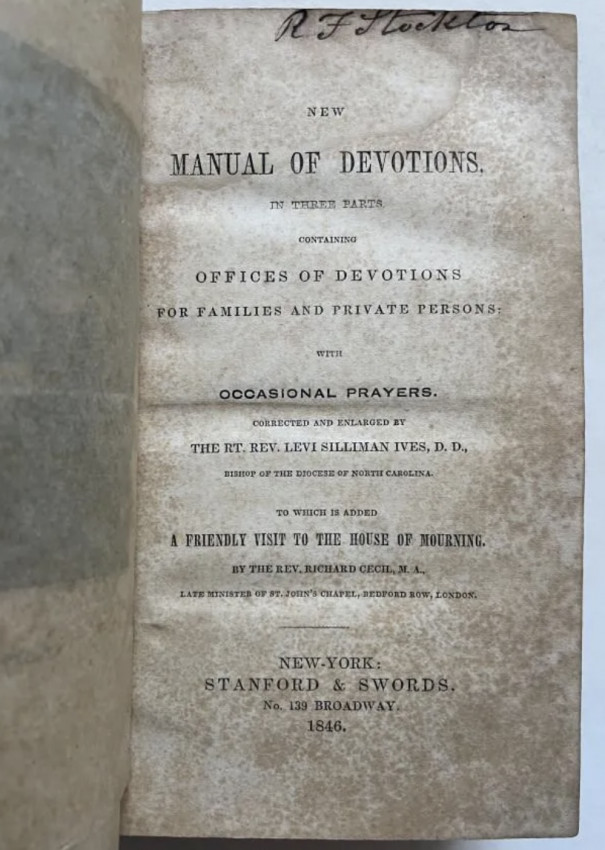 R F Stockton
NEW
MANUAL OF DEVOTIONS.
IN THREE PARTS.
CONTAINING
OFFICES OF DEVOTIONS
FOR FAMILIES AND PRIVATE PERSONS:
WITH
OCCASIONAL PRAYERS.
CORRECTED AND ENLARGED BY
THE RT. REV. LEVI SILLIMAN IVES, D. D.,
BISHOP OF THE DIOCESE OF NORTH CAROLINA.
TO WHICH IS ADDED
A FRIENDLY VISIT TO THE HOUSE OF MOURNING.
BY THE REV. RICHARD CECIL, M. A.,
LATE MINISTER OF ST. JOHN'S CHAPEL, BEDFORD ROW, LONDON.
NEW-YORK:
STANFORD & SWORDS.
No. 139 BROADWAY.
1846.